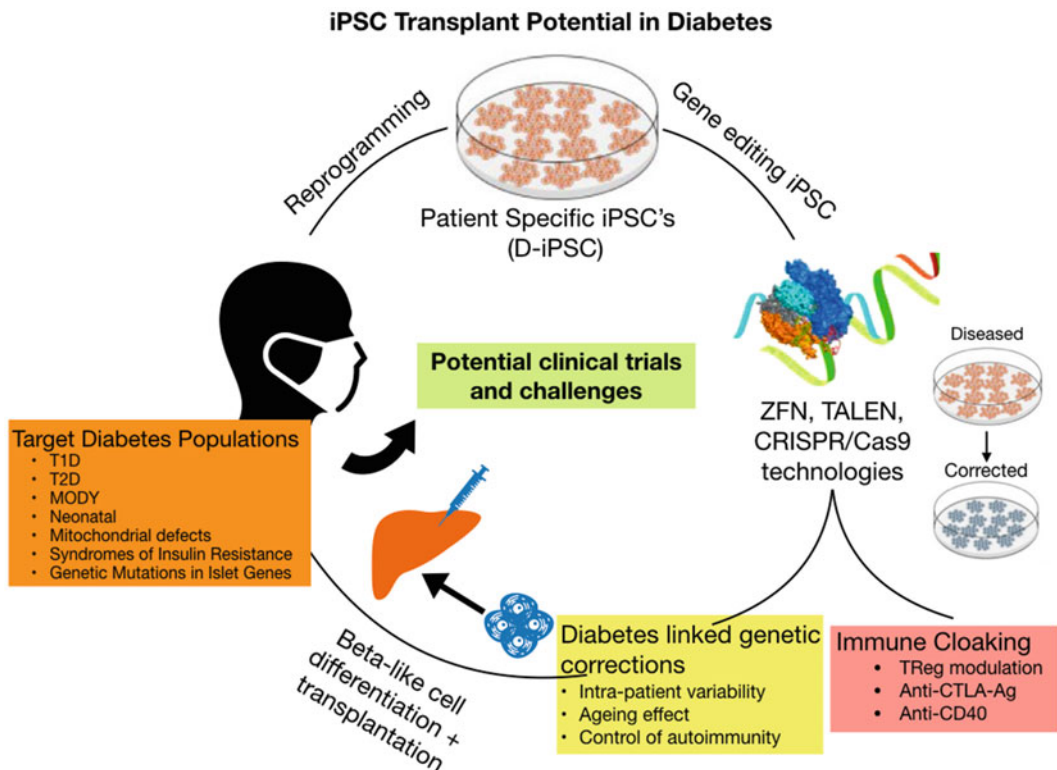 iPSC Transplant Potential in Diabetes
Reprogramming
Gene editing iPSC
Patient Specific iPSC's
(D-iPSC)
Potential clinical trials
and challenges
Diseased
Corrected
ZFN, TALEN,
CRISPR/Cas9
technologies
Target Diabetes Populations
• T1D
• T2D
• MODY
• Neonatal
• Mitochondrial defects
• Syndromes of Insulin Resistance
• Genetic Mutations in Islet Genes
Beta-like cell
differentiation +
transplantation
Diabetes linked genetic
corrections
• Intra-patient variability
• Ageing effect
• Control of autoimmunity
Immune Cloaking
• TReg modulation
• Anti-CTLA-Ag
• Anti-CD40